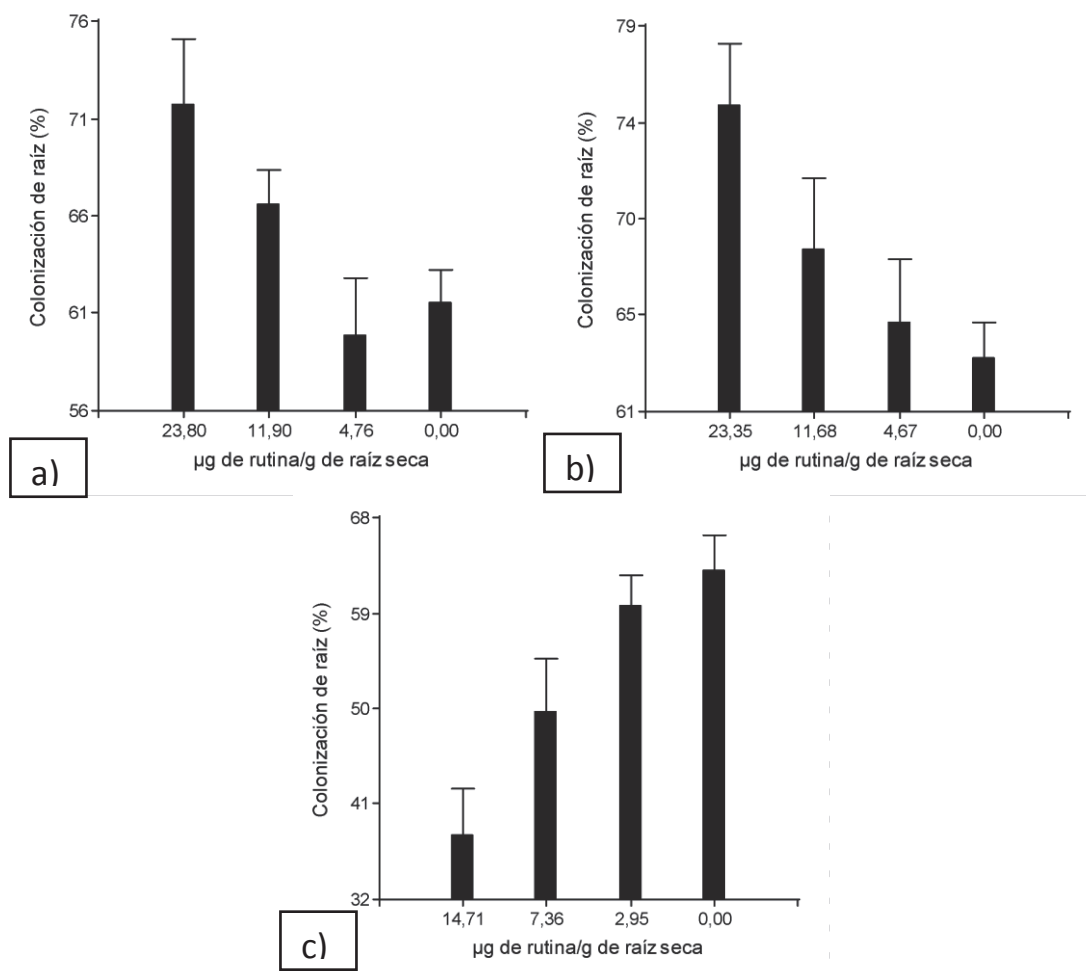 Colonización de raíz (%)
76
71
66
61
56
23,80 11,90 4,76 0,00
µg de rutina/g de raíz seca
a)
Colonización de raíz (%)
79
74
70
65
61
23,35 11,68 4,67 0,00
µg de rutina/g de raíz seca
b)
Colonización de raíz (%)
68
59
50
41
32
14,71 7,36 2,95 0,00
µg de rutina/g de raíz seca
c)